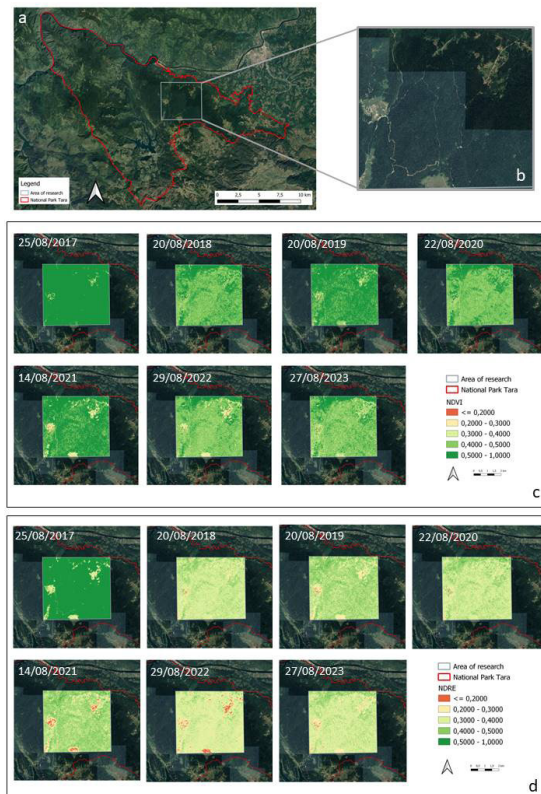 a
Legend
Area of research
National Park Tara
0 2,5 5 7,5 10 km
b
25/08/2017
20/08/2018
20/08/2019
22/08/2020
14/08/2021
29/08/2022
27/08/2023
Area of research
National Park Tara
NDVI
<= 0,2000
0,2000 - 0,3000
0,3000 - 0,4000
0,4000 - 0,5000
0,5000 - 1,0000
c
25/08/2017
20/08/2018
20/08/2019
22/08/2020
14/08/2021
29/08/2022
27/08/2023
Area of research
National Park Tara
NDRE
<= 0,2000
0,2000 - 0,3000
0,3000 - 0,4000
0,4000 - 0,5000
0,5000 - 1,0000
d